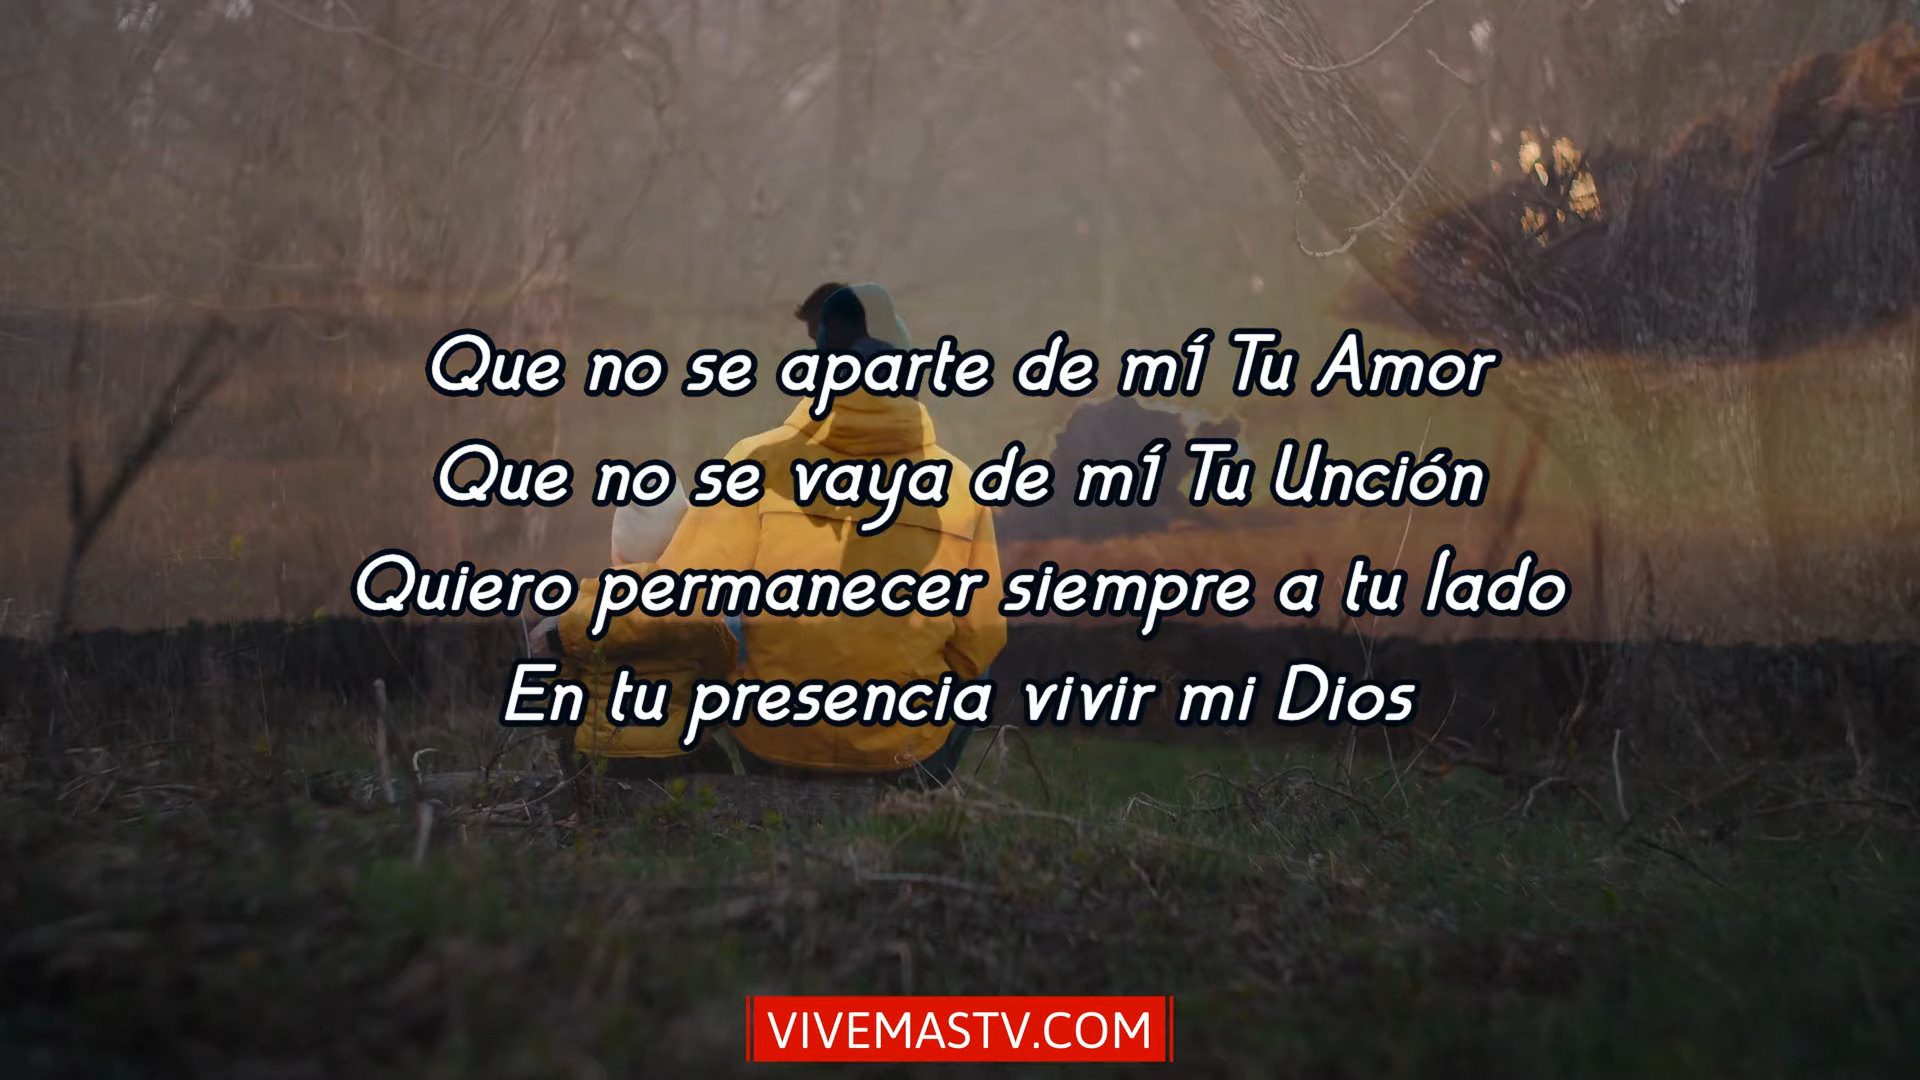 Que no se aparte de mí Tu Amor
Que no se vaya de mí Tu Unción
Quiero permanecer siempre a tu lado
En tu presencia vivir mi Dios
VIVEMASTV.COM